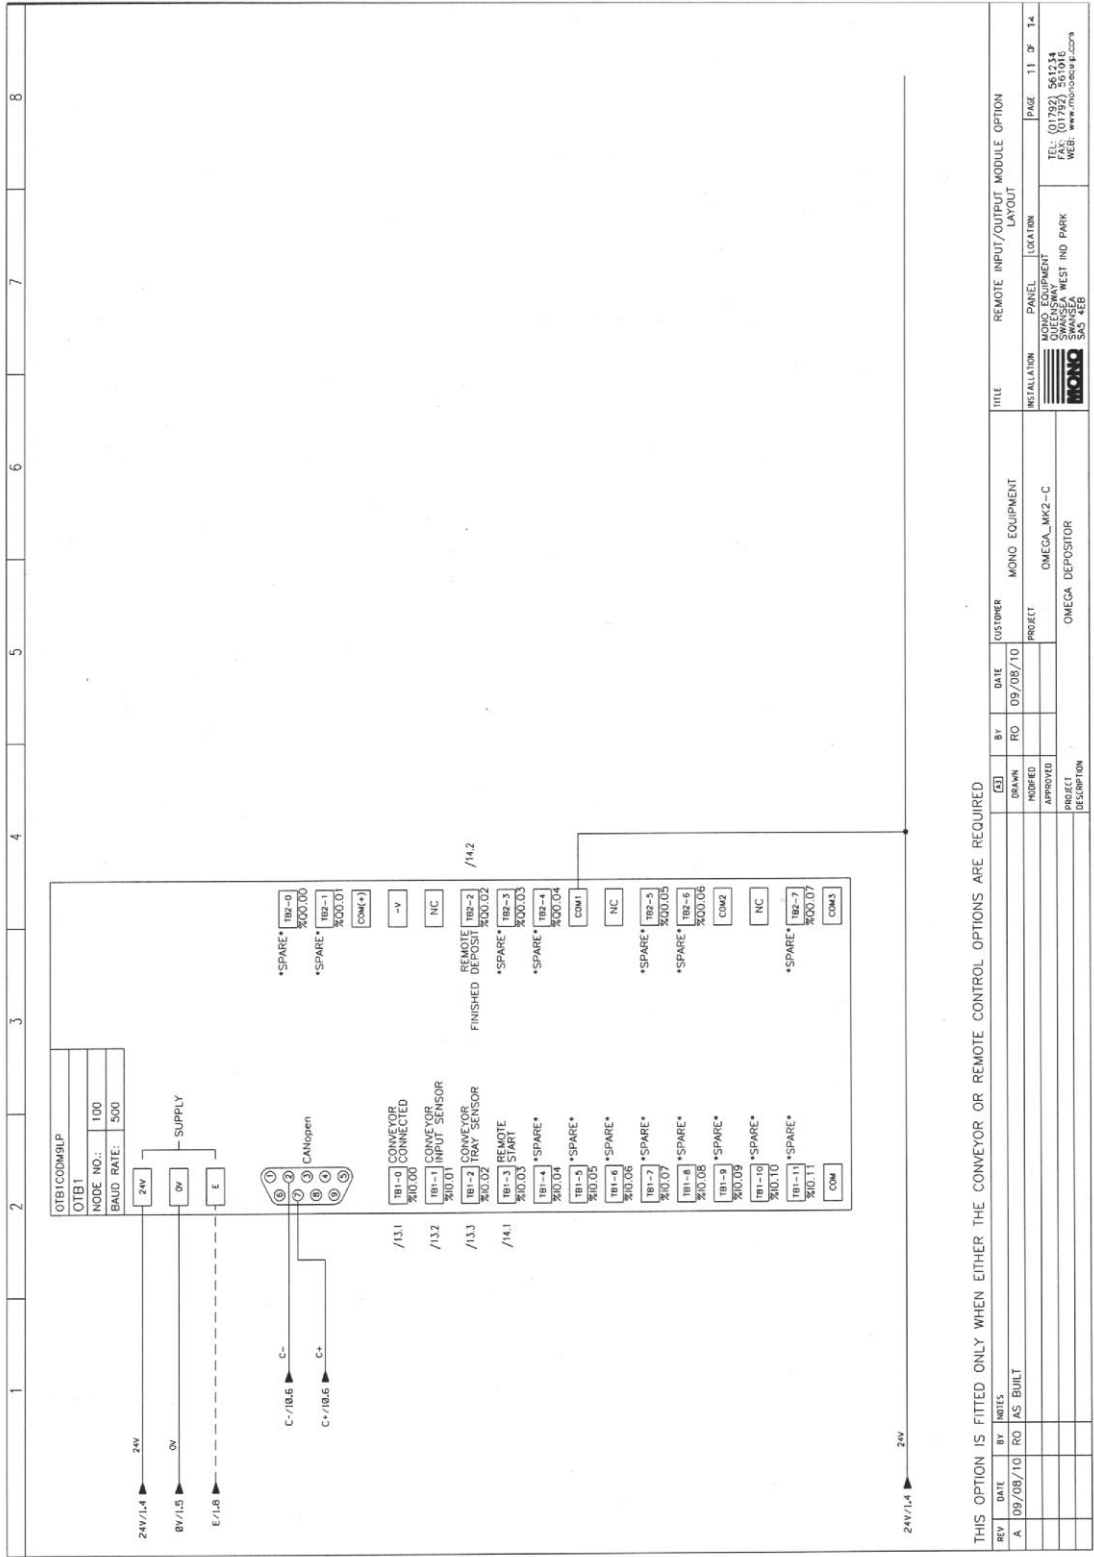 1 2 3 4 5 6 7 8
OTB1C0DM9LP
OTB1
NODE NO.: 100
BAUD RATE: 500
24V/1.4 24V 24V
0V/1.5 0V 0V
E/1.8 E
SUPPLY
CANopen
1
6 2
7 3
8 4
9 5
C-/10.6 C-
C+/10.6 C+
/13.1 TB1-0 CONVEYOR CONNECTED
%I0.00
/13.2 TB1-1 CONVEYOR INPUT SENSOR
%I0.01
/13.3 TB1-2 CONVEYOR TRAY SENSOR
%I0.02
/14.1 TB1-3 REMOTE START
%I0.03
TB1-4 *SPARE*
%I0.04
TB1-5 *SPARE*
%I0.05
TB1-6 *SPARE*
%I0.06
TB1-7 *SPARE*
%I0.07
TB1-8 *SPARE*
%I0.08
TB1-9 *SPARE*
%I0.09
TB1-10 *SPARE*
%I0.10
TB1-11 *SPARE*
%I0.11
COM
*SPARE* TB2-0
%Q0.00
*SPARE* TB2-1
%Q0.01
COM(+)
-V
NC
REMOTE
FINISHED DEPOSIT TB2-2 /14.2
%Q0.02
*SPARE* TB2-3
%Q0.03
*SPARE* TB2-4
%Q0.04
COM1
NC
*SPARE* TB2-5
%Q0.05
*SPARE* TB2-6
%Q0.06
COM2
NC
*SPARE* TB2-7
%Q0.07
COM3
24V/1.4 24V
THIS OPTION IS FITTED ONLY WHEN EITHER THE CONVEYOR OR REMOTE CONTROL OPTIONS ARE REQUIRED
REV DATE BY NOTES
A 09/08/10 RO AS BUILT
A3 BY DATE
DRAWN RO 09/08/10
MODIFIED
APPROVED
PROJECT DESCRIPTION OMEGA DEPOSITOR
CUSTOMER MONO EQUIPMENT
PROJECT OMEGA_MK2-C
TITLE REMOTE INPUT/OUTPUT MODULE OPTION
LAYOUT
INSTALLATION PANEL LOCATION PAGE 11 OF 14
MONO
MONO EQUIPMENT
QUEENSWAY
SWANSEA WEST IND PARK
SWANSEA
SA5 4EB
TEL: (01792) 561234
FAX: (01792) 561016
WEB: www.monoequip.com